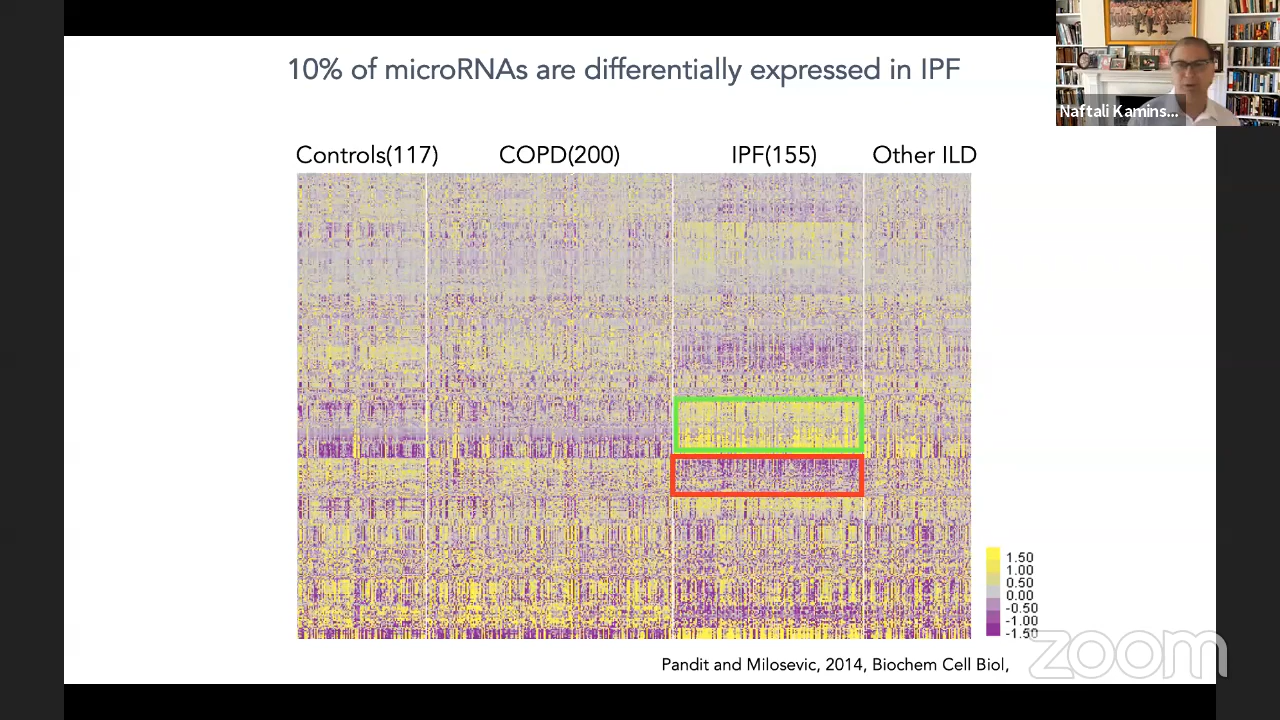 10% of microRNAs are differentially expressed in IPF
Naftali Kamins...
Controls(117) COPD(200) IPF(155) Other ILD
1.50
1.00
0.50
0.00
-0.50
-1.00
-1.50
Pandit and Milosevic, 2014, Biochem Cell Biol,
zoom